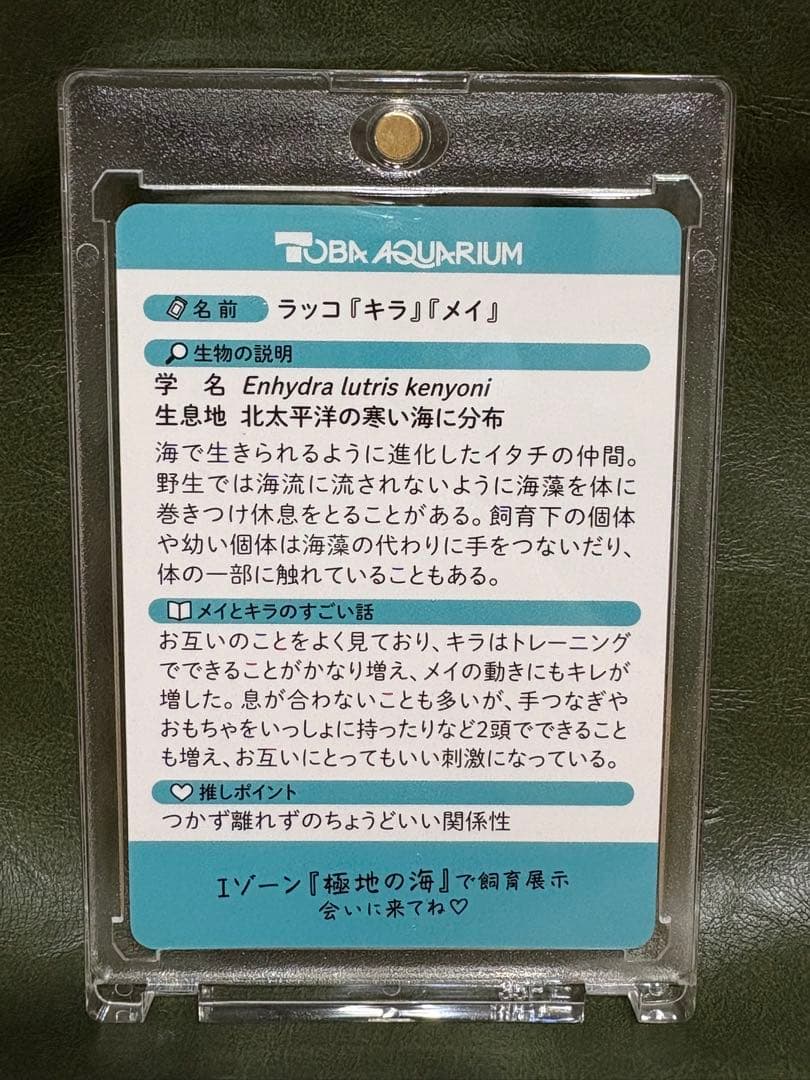 TOBA AQUARIUM
名前 ラッコ『キラ』『メイ』
生物の説明
学 名 Enhydra lutris kenyoni
生息地 北太平洋の寒い海に分布
海で生きられるように進化したイタチの仲間。
野生では海流に流されないように海藻を体に
巻きつけ休息をとることがある。飼育下の個体
や幼い個体は海藻の代わりに手をつないだり、
体の一部に触れていることもある。
メイとキラのすごい話
お互いのことをよく見ており、キラはトレーニング
でできることがかなり増え、メイの動きにもキレが
増した。息が合わないことも多いが、手つなぎや
おもちゃをいっしょに持ったりなど2頭でできること
も増え、お互いにとってもいい刺激になっている。
推しポイント
つかず離れずのちょうどいい関係性
Iゾーン『極地の海』で飼育展示
会いに来てね♡